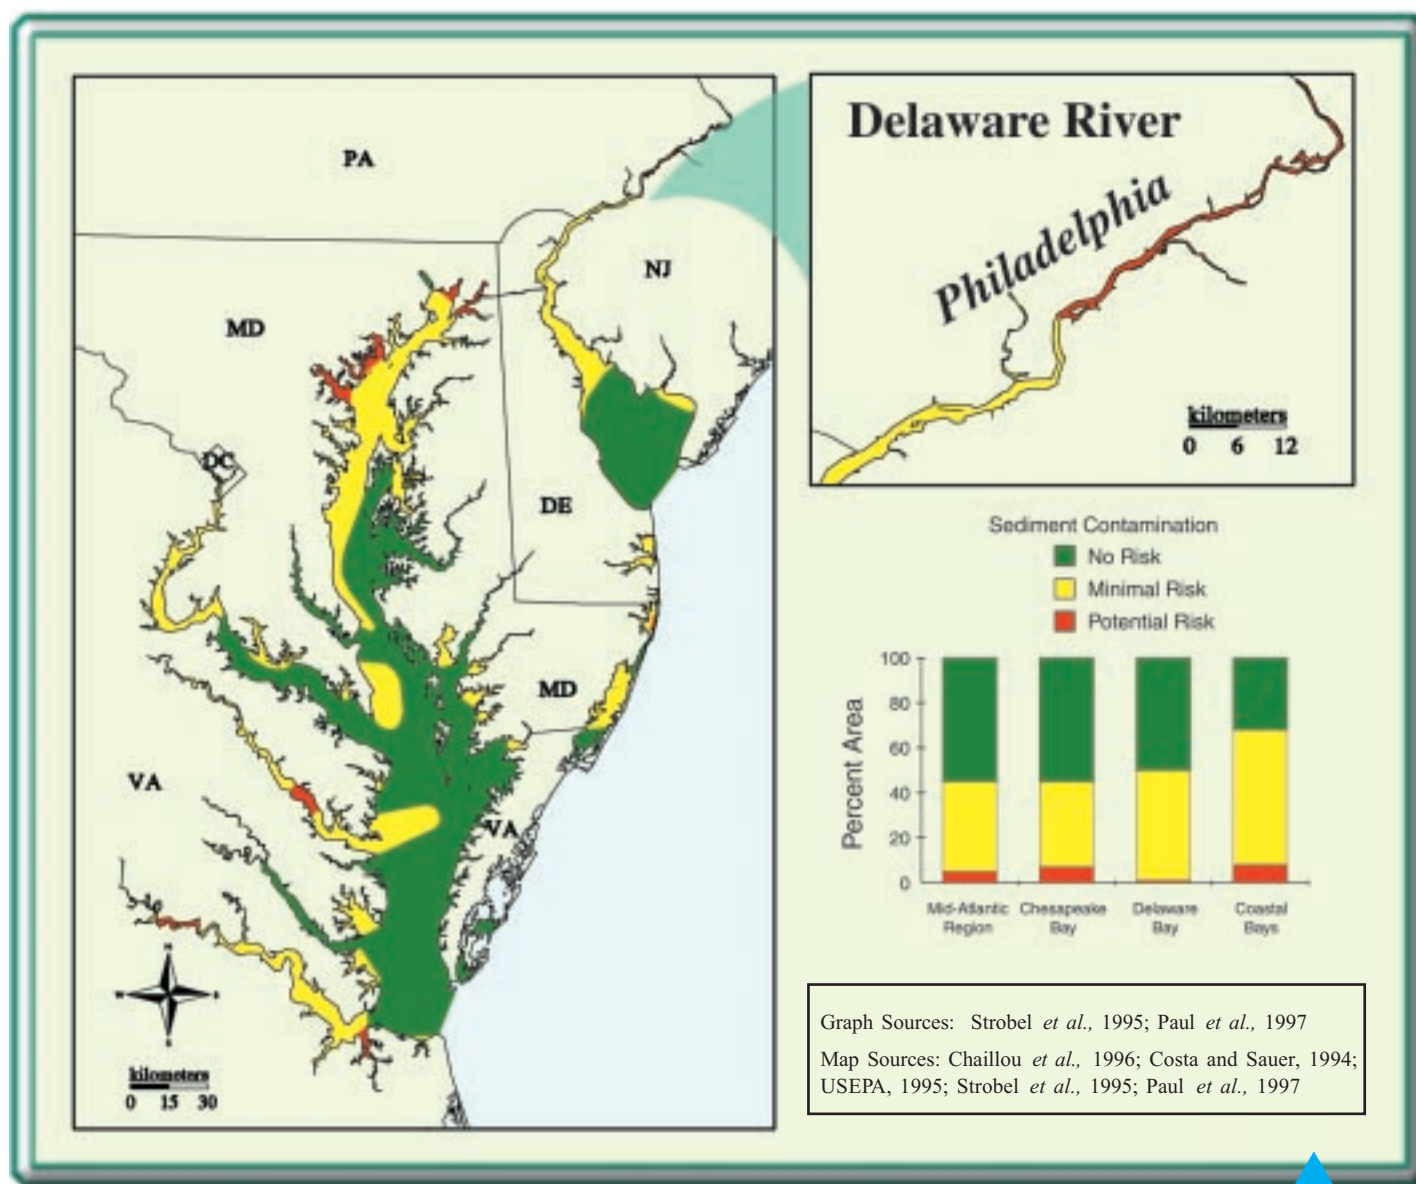 PA
NJ
MD
DC
DE
MD
VA
VA
N
W
E
S
kilometers
0 15 30
Delaware River
Philadelphia
kilometers
0 6 12
Sediment Contamination
No Risk
Minimal Risk
Potential Risk
Percent Area
100
80
60
40
20
0
Mid-Atlantic Region
Chesapeake Bay
Delaware Bay
Coastal Bays
Graph Sources: Strobel et al., 1995; Paul et al., 1997
Map Sources: Chaillou et al., 1996; Costa and Sauer, 1994;
USEPA, 1995; Strobel et al., 1995; Paul et al., 1997